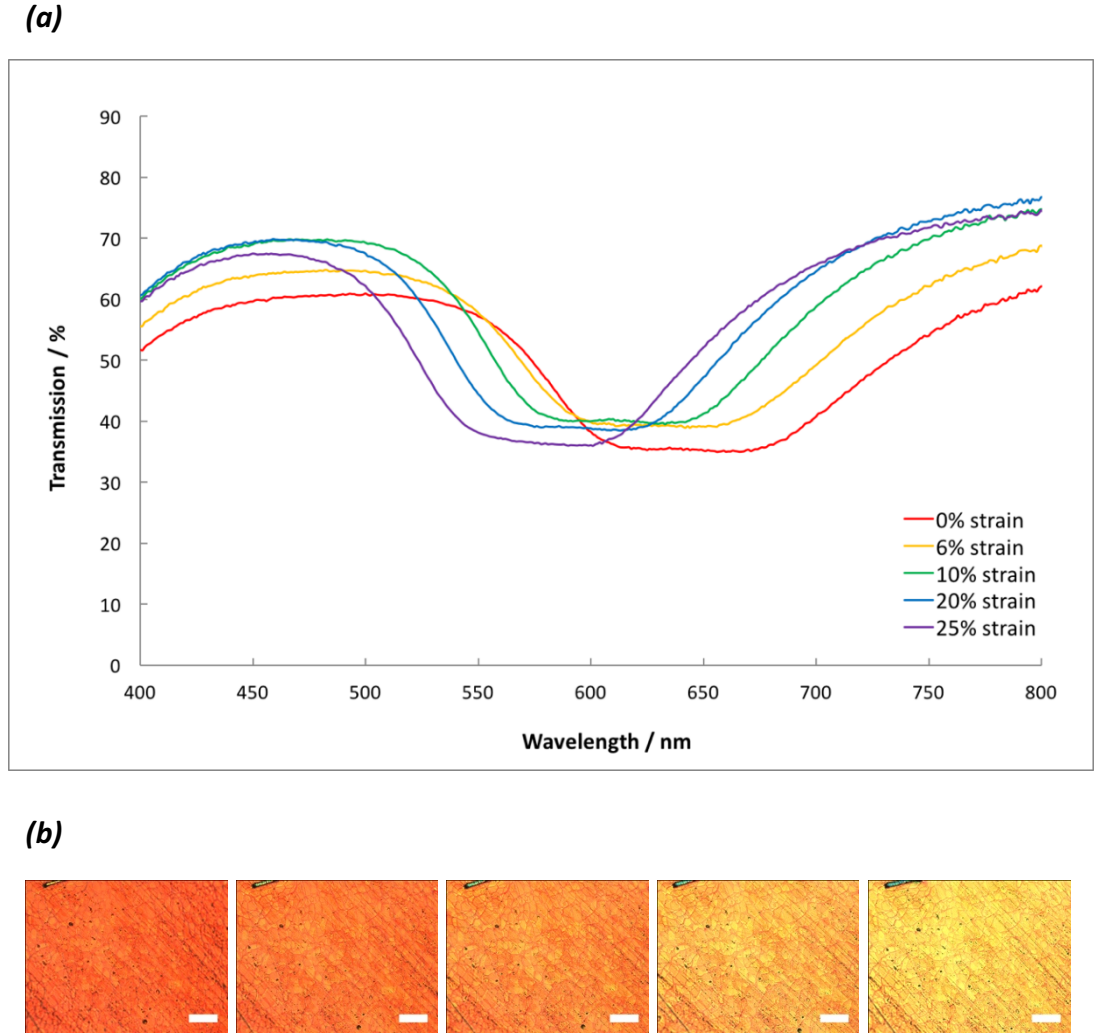 (a)
90
80
70
60
50
40
30
20
10
0
Transmission / %
0% strain
6% strain
10% strain
20% strain
25% strain
400 450 500 550 600 650 700 750 800
Wavelength / nm
(b)